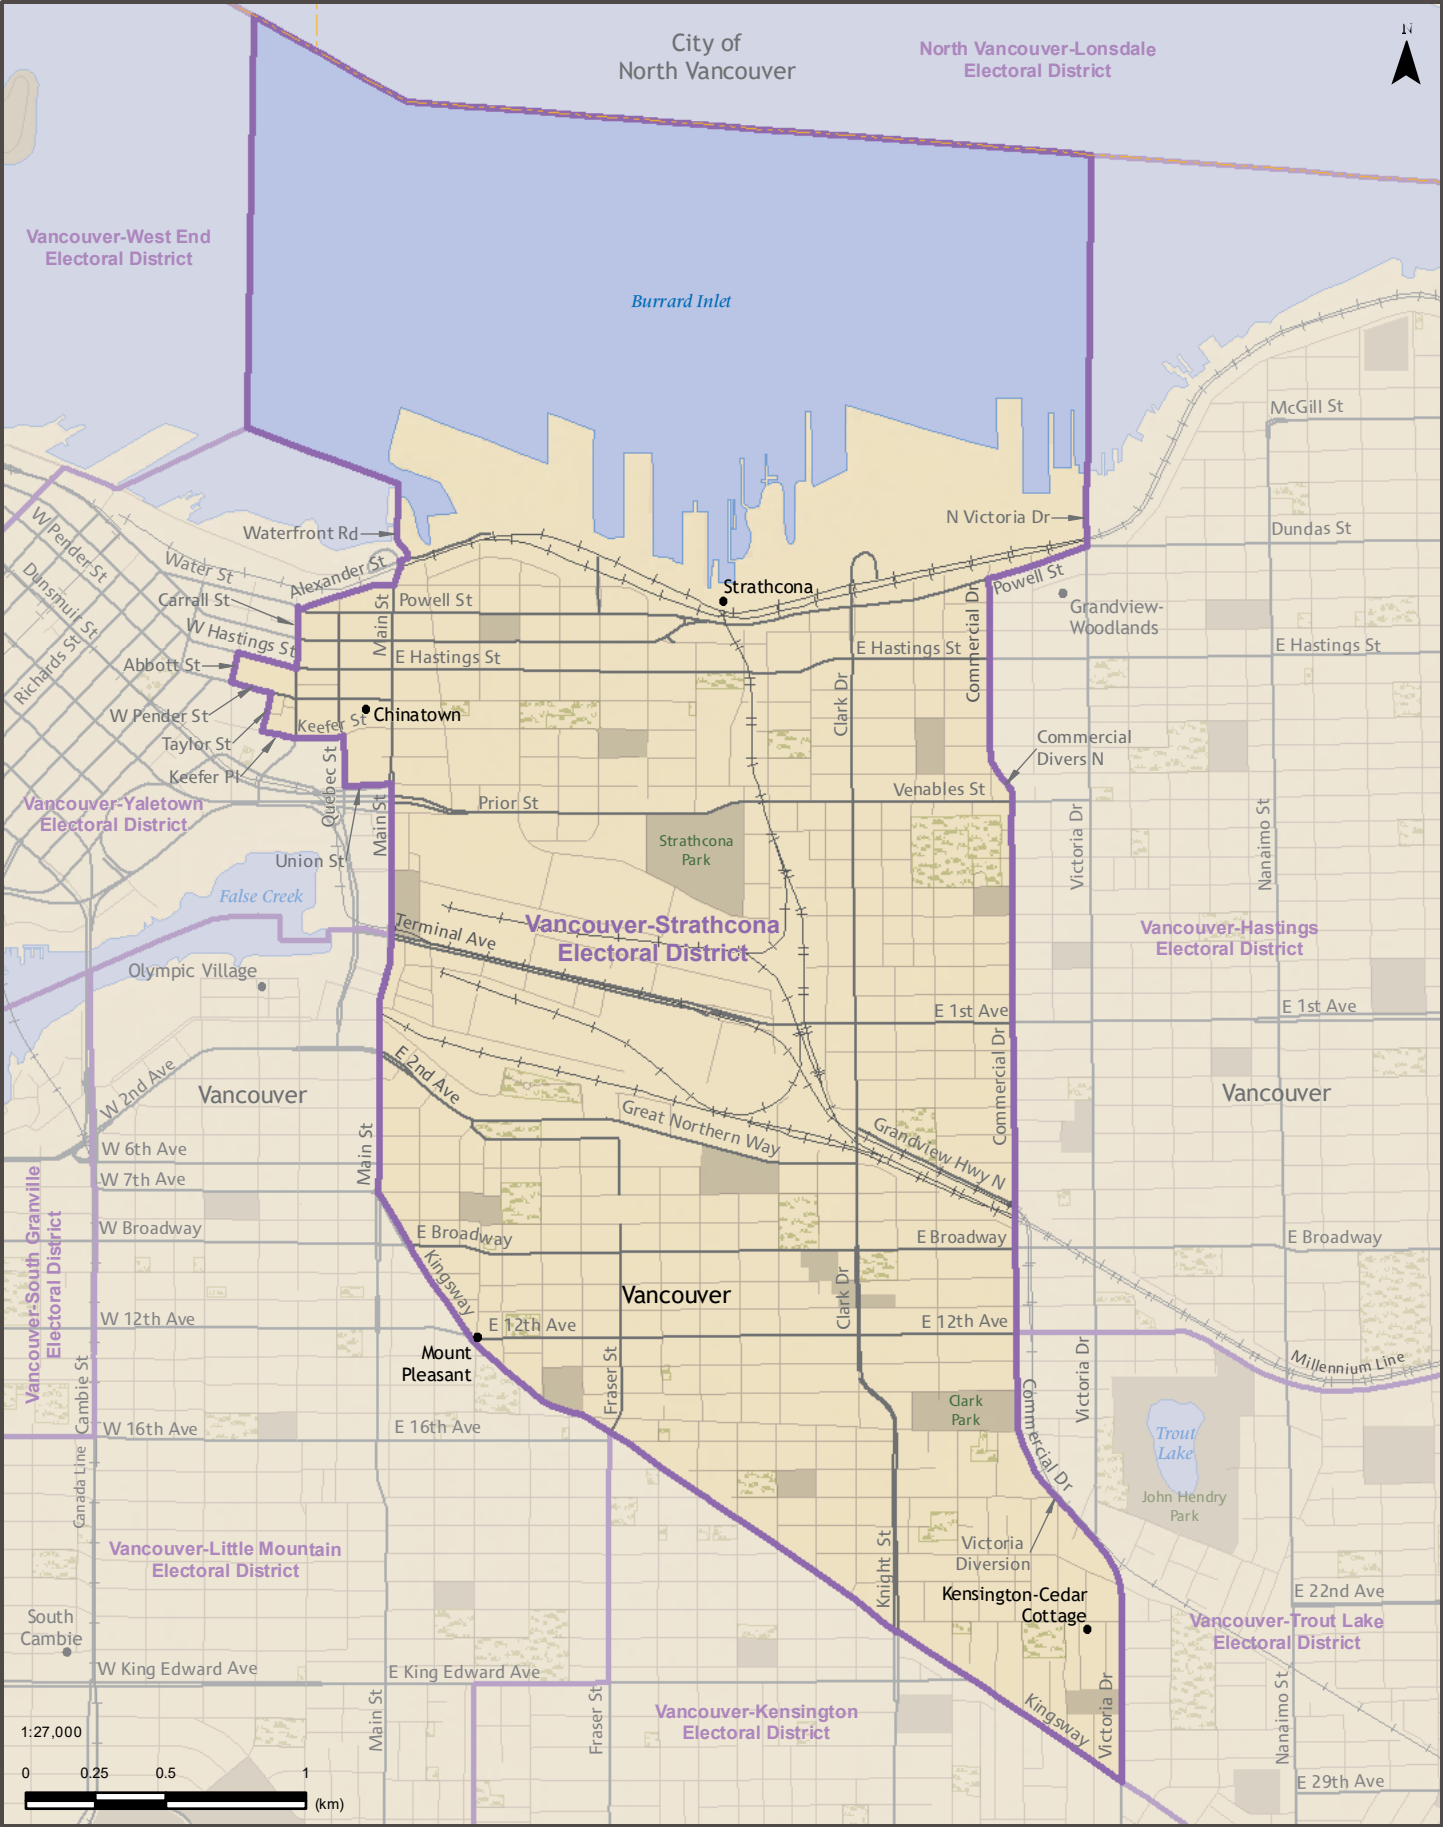 N
City of
North Vancouver
North Vancouver-Lonsdale
Electoral District
Vancouver-West End
Electoral District
Burrard Inlet
McGill St
N Victoria Dr
Dundas St
Waterfront Rd
W Pender St
Water St
Alexander St
Dunsmuir St
Carrall St
Powell St
Main St
Strathcona
Powell St
Grandview-
Woodlands
W Hastings St
E Hastings St
E Hastings St
E Hastings St
Richards St
Abbott St
Clark Dr
Commercial Dr
W Pender St
Keefer St
Chinatown
Taylor St
Keefer Pl
Commercial
Divers N
Quebec St
Vancouver-Yaletown
Electoral District
Main St
Prior St
Venables St
Victoria Dr
Nanaimo St
Strathcona
Park
Union St
False Creek
Terminal Ave
Vancouver-Strathcona
Electoral District
Vancouver-Hastings
Electoral District
Olympic Village
E 1st Ave
E 1st Ave
W 2nd Ave
E 2nd Ave
Vancouver
Vancouver
Commercial Dr
Great Northern Way
Grandview Hwy N
Main St
W 6th Ave
W 7th Ave
Vancouver-South Granville
Electoral District
W Broadway
E Broadway
E Broadway
E Broadway
Kingsway
Vancouver
Clark Dr
W 12th Ave
E 12th Ave
E 12th Ave
Mount
Pleasant
Fraser St
Cambie St
Victoria Dr
Millennium Line
Commercial Dr
Clark
Park
W 16th Ave
E 16th Ave
Trout
Lake
Canada Line
John Hendry
Park
Vancouver-Little Mountain
Electoral District
Victoria
Diversion
Knight St
Kensington-Cedar
Cottage
E 22nd Ave
South
Cambie
Vancouver-Trout Lake
Electoral District
W King Edward Ave
E King Edward Ave
Main St
Fraser St
Vancouver-Kensington
Electoral District
Kingsway
Victoria Dr
Nanaimo St
1:27,000
0 0.25 0.5 1
(km)
E 29th Ave